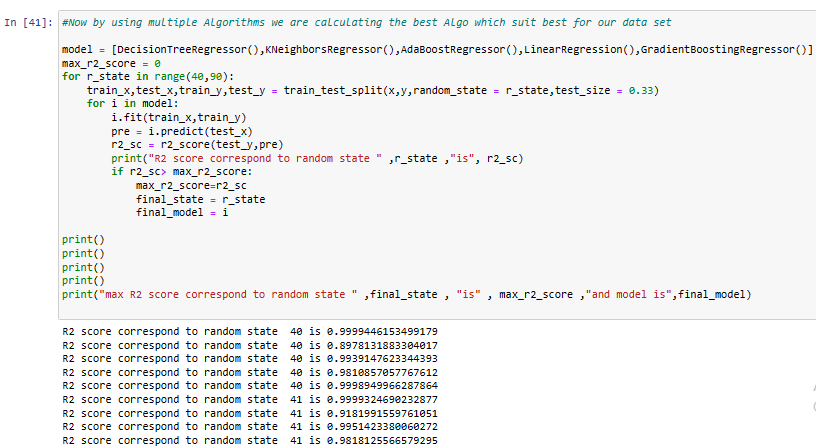 In [41]: #Now by using multiple Algorithms we are calculating the best Algo which suit best for our data set
model = [DecisionTreeRegressor(),KNeighborsRegressor(),AdaBoostRegressor(),LinearRegression(),GradientBoostingRegressor()]
max_r2_score = 0
for r_state in range(40,90):
    train_x,test_x,train_y,test_y = train_test_split(x,y,random_state = r_state,test_size = 0.33)
    for i in model:
        i.fit(train_x,train_y)
        pre = i.predict(test_x)
        r2_sc = r2_score(test_y,pre)
        print("R2 score correspond to random state " ,r_state ,"is", r2_sc)
        if r2_sc> max_r2_score:
            max_r2_score=r2_sc
            final_state = r_state
            final_model = i
print()
print()
print()
print()
print("max R2 score correspond to random state " ,final_state , "is" , max_r2_score ,"and model is",final_model)
R2 score correspond to random state  40 is 0.9999446153499179
R2 score correspond to random state  40 is 0.8978131883304017
R2 score correspond to random state  40 is 0.9939147623344393
R2 score correspond to random state  40 is 0.9810857057767612
R2 score correspond to random state  40 is 0.9998949966287864
R2 score correspond to random state  41 is 0.9999324690232877
R2 score correspond to random state  41 is 0.9181991559761051
R2 score correspond to random state  41 is 0.9951423380060272
R2 score correspond to random state  41 is 0.9818125566579295